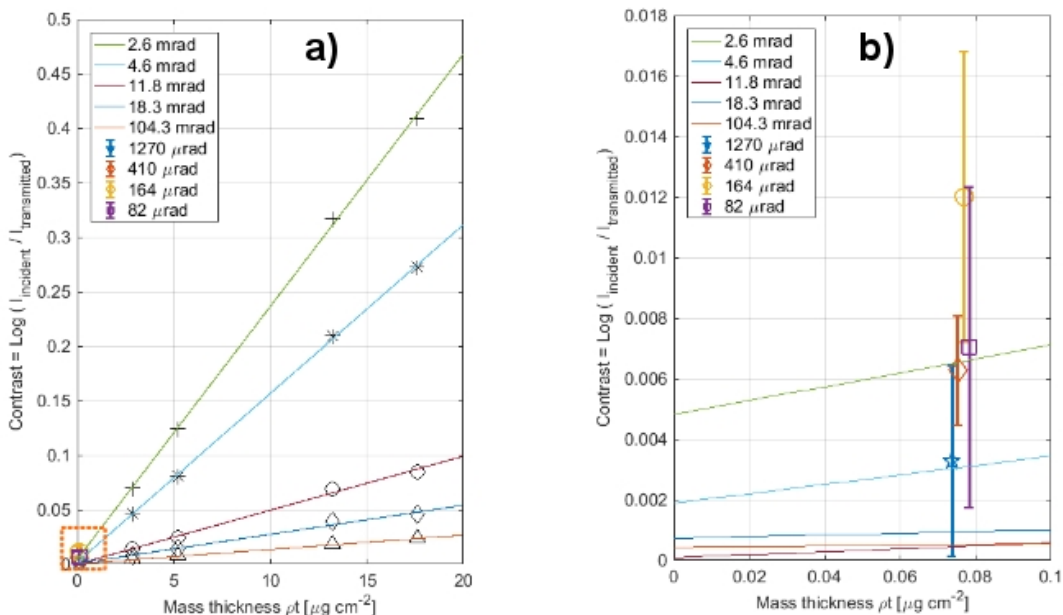 a)
Contrast = Log ( I incident / I transmitted )
0.5
0.45
0.4
0.35
0.3
0.25
0.2
0.15
0.1
0.05
0
2.6 mrad
4.6 mrad
11.8 mrad
18.3 mrad
104.3 mrad
1270 μrad
410 μrad
164 μrad
82 μrad
0 5 10 15 20
Mass thickness ρt [μg cm-2]
b)
Contrast = Log ( I incident / I transmitted )
0.018
0.016
0.014
0.012
0.01
0.008
0.006
0.004
0.002
0
2.6 mrad
4.6 mrad
11.8 mrad
18.3 mrad
104.3 mrad
1270 μrad
410 μrad
164 μrad
82 μrad
0 0.02 0.04 0.06 0.08 0.1
Mass thickness ρt [μg cm-2]